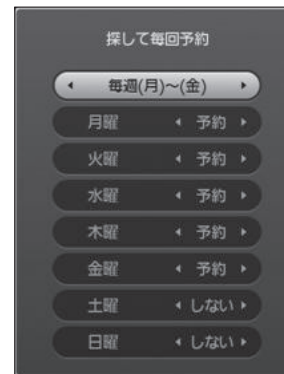 探して毎回予約
毎週(月)~(金)
月曜 予約
火曜 予約
水曜 予約
木曜 予約
金曜 予約
土曜 しない
日曜 しない